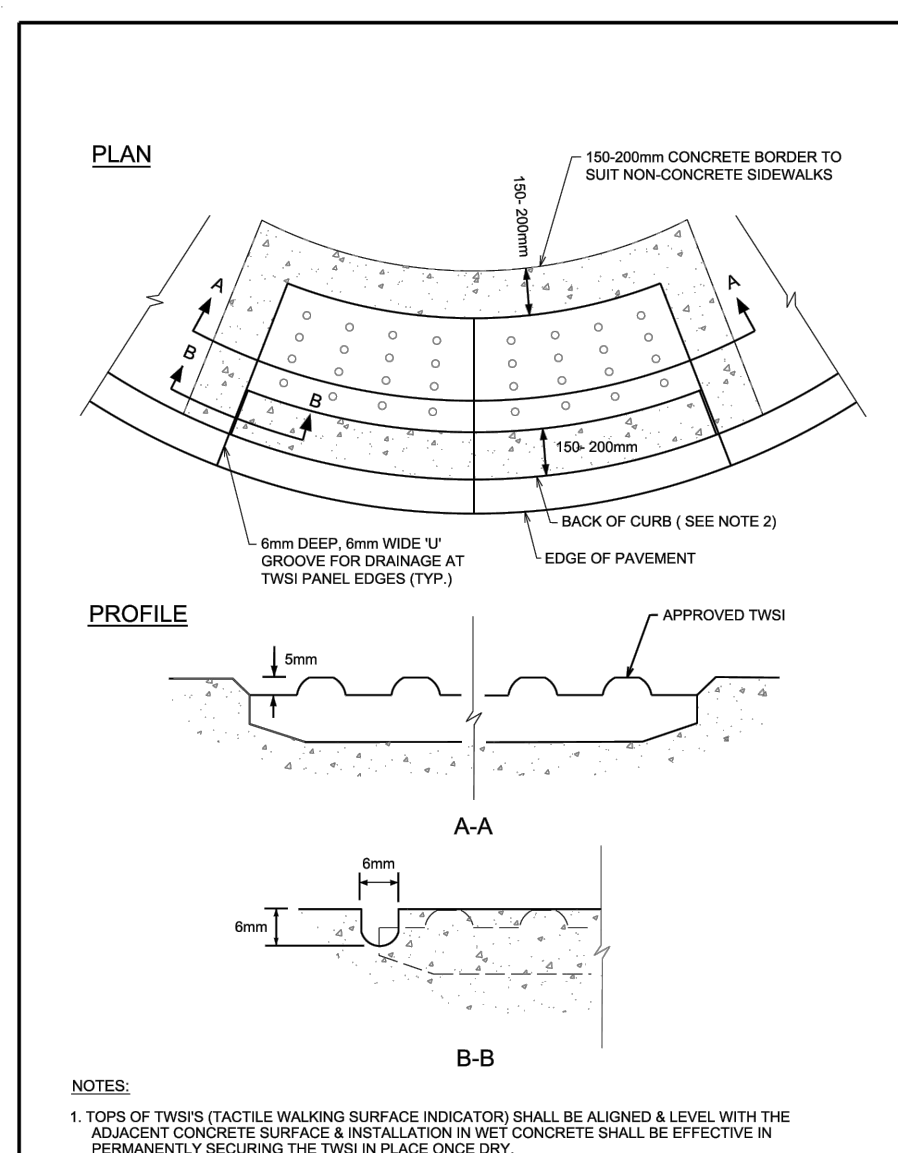 PLAN
150-200mm CONCRETE BORDER TO
SUIT NON-CONCRETE SIDEWALKS
150- 200mm
A
A
B
B
150- 200mm
BACK OF CURB ( SEE NOTE 2)
EDGE OF PAVEMENT
6mm DEEP, 6mm WIDE 'U'
GROOVE FOR DRAINAGE AT
TWSI PANEL EDGES (TYP.)
PROFILE
APPROVED TWSI
5mm
A-A
6mm
6mm
B-B
NOTES:
1. TOPS OF TWSI'S (TACTILE WALKING SURFACE INDICATOR) SHALL BE ALIGNED & LEVEL WITH THE
ADJACENT CONCRETE SURFACE & INSTALLATION IN WET CONCRETE SHALL BE EFFECTIVE IN
PERMANENTLY SECURING THE TWSI IN PLACE ONCE DRY.